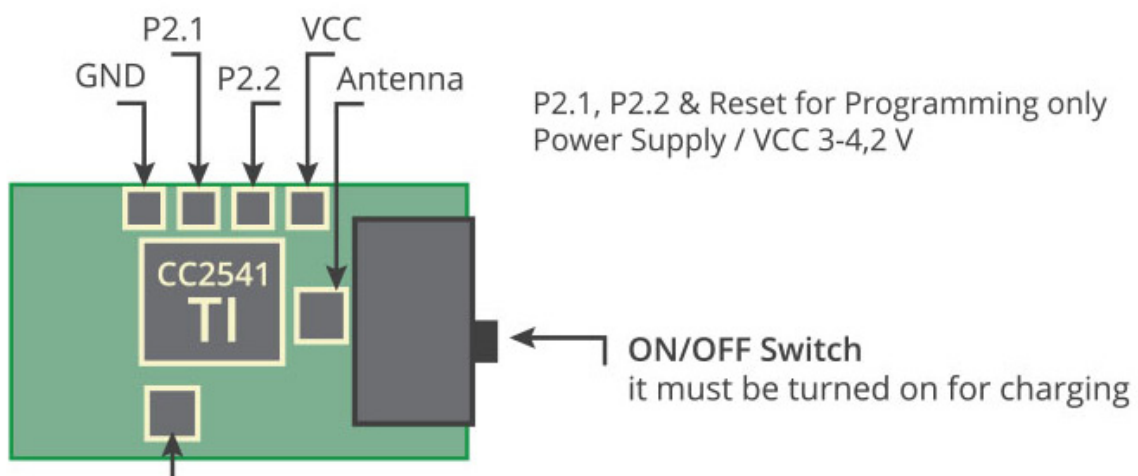 P2.1
VCC
GND
P2.2
Antenna
P2.1, P2.2 & Reset for Programming only
Power Supply / VCC 3-4,2 V
CC2541
TI
ON/OFF Switch
it must be turned on for charging